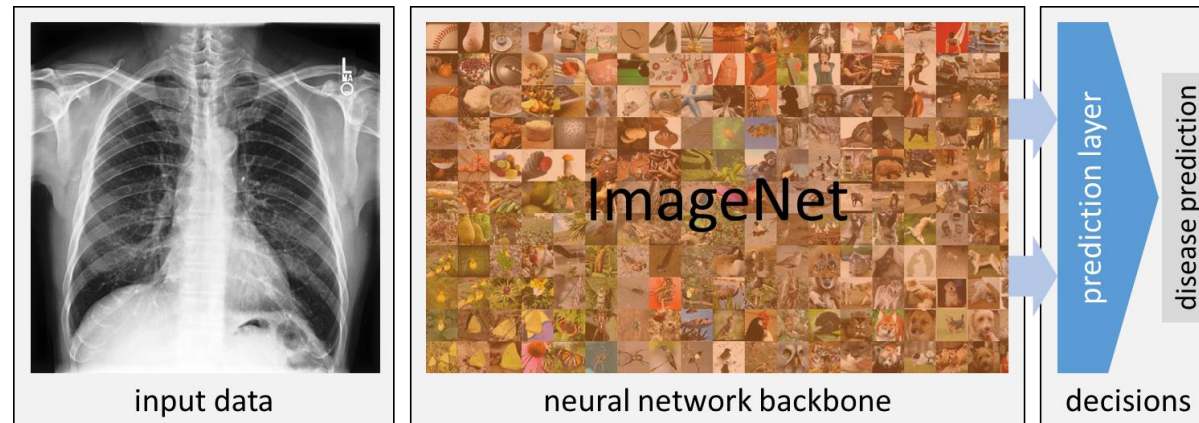 ImageNet
prediction layer
disease prediction
input data
neural network backbone
decisions